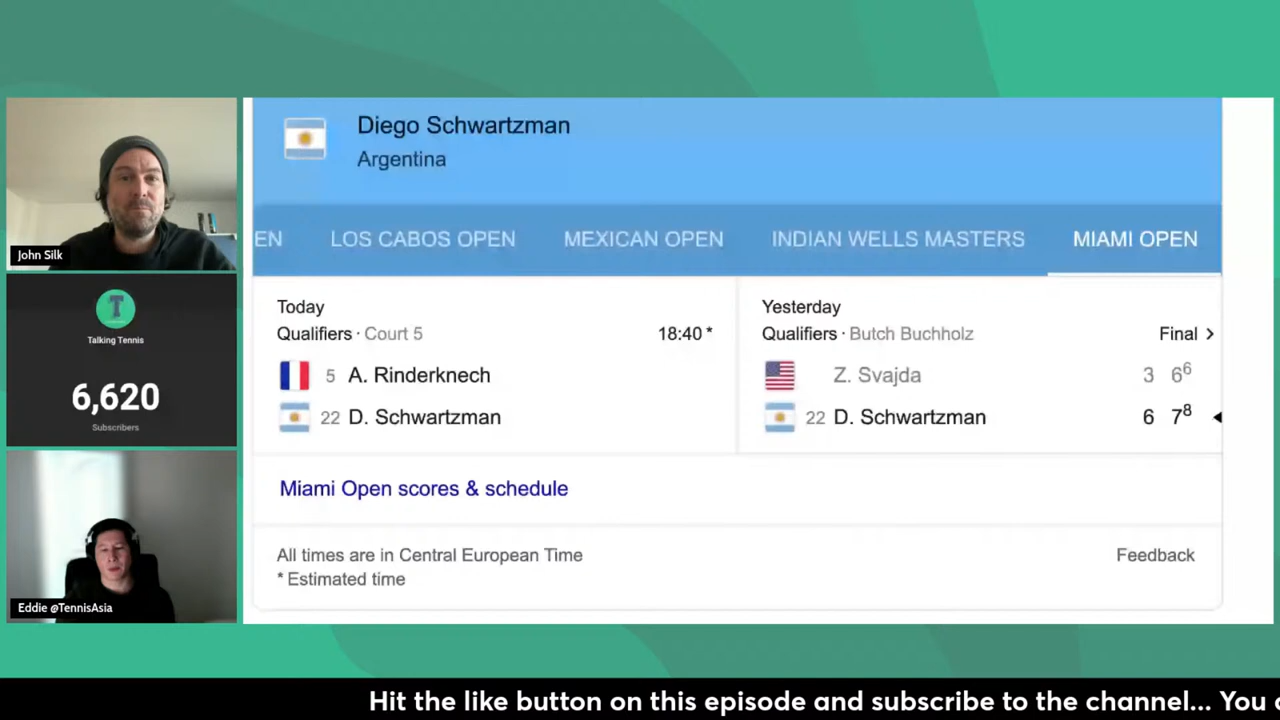 John Silk
T
Talking Tennis
6,620
Subscribers
Eddie @TennisAsia
Diego Schwartzman
Argentina
EN LOS CABOS OPEN MEXICAN OPEN INDIAN WELLS MASTERS MIAMI OPEN
Today
Qualifiers · Court 5 18:40 *
5 A. Rinderknech
22 D. Schwartzman
Yesterday
Qualifiers · Butch Buchholz Final
Z. Svajda 3 6⁶
22 D. Schwartzman 6 7⁸
Miami Open scores & schedule
All times are in Central European Time Feedback
* Estimated time
Hit the like button on this episode and subscribe to the channel... You